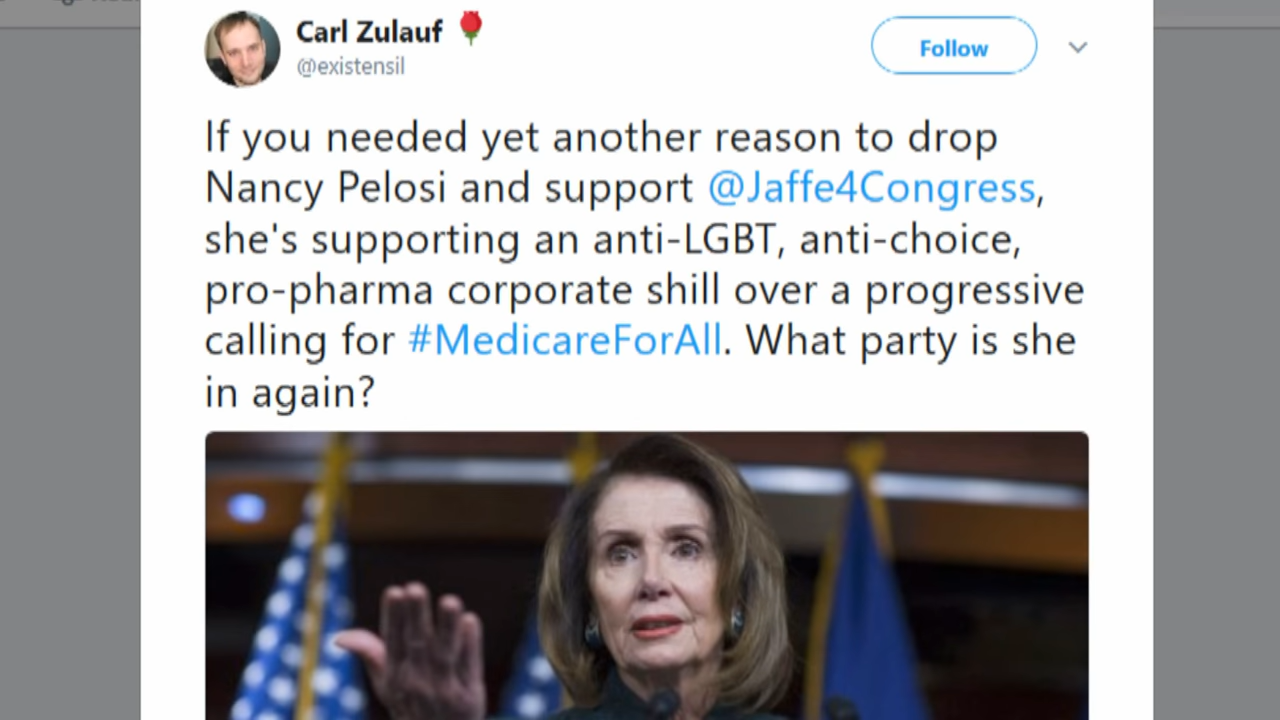 Carl Zulauf
@existensil
Follow
If you needed yet another reason to drop
Nancy Pelosi and support @Jaffe4Congress,
she's supporting an anti-LGBT, anti-choice,
pro-pharma corporate shill over a progressive
calling for #MedicareForAll. What party is she
in again?